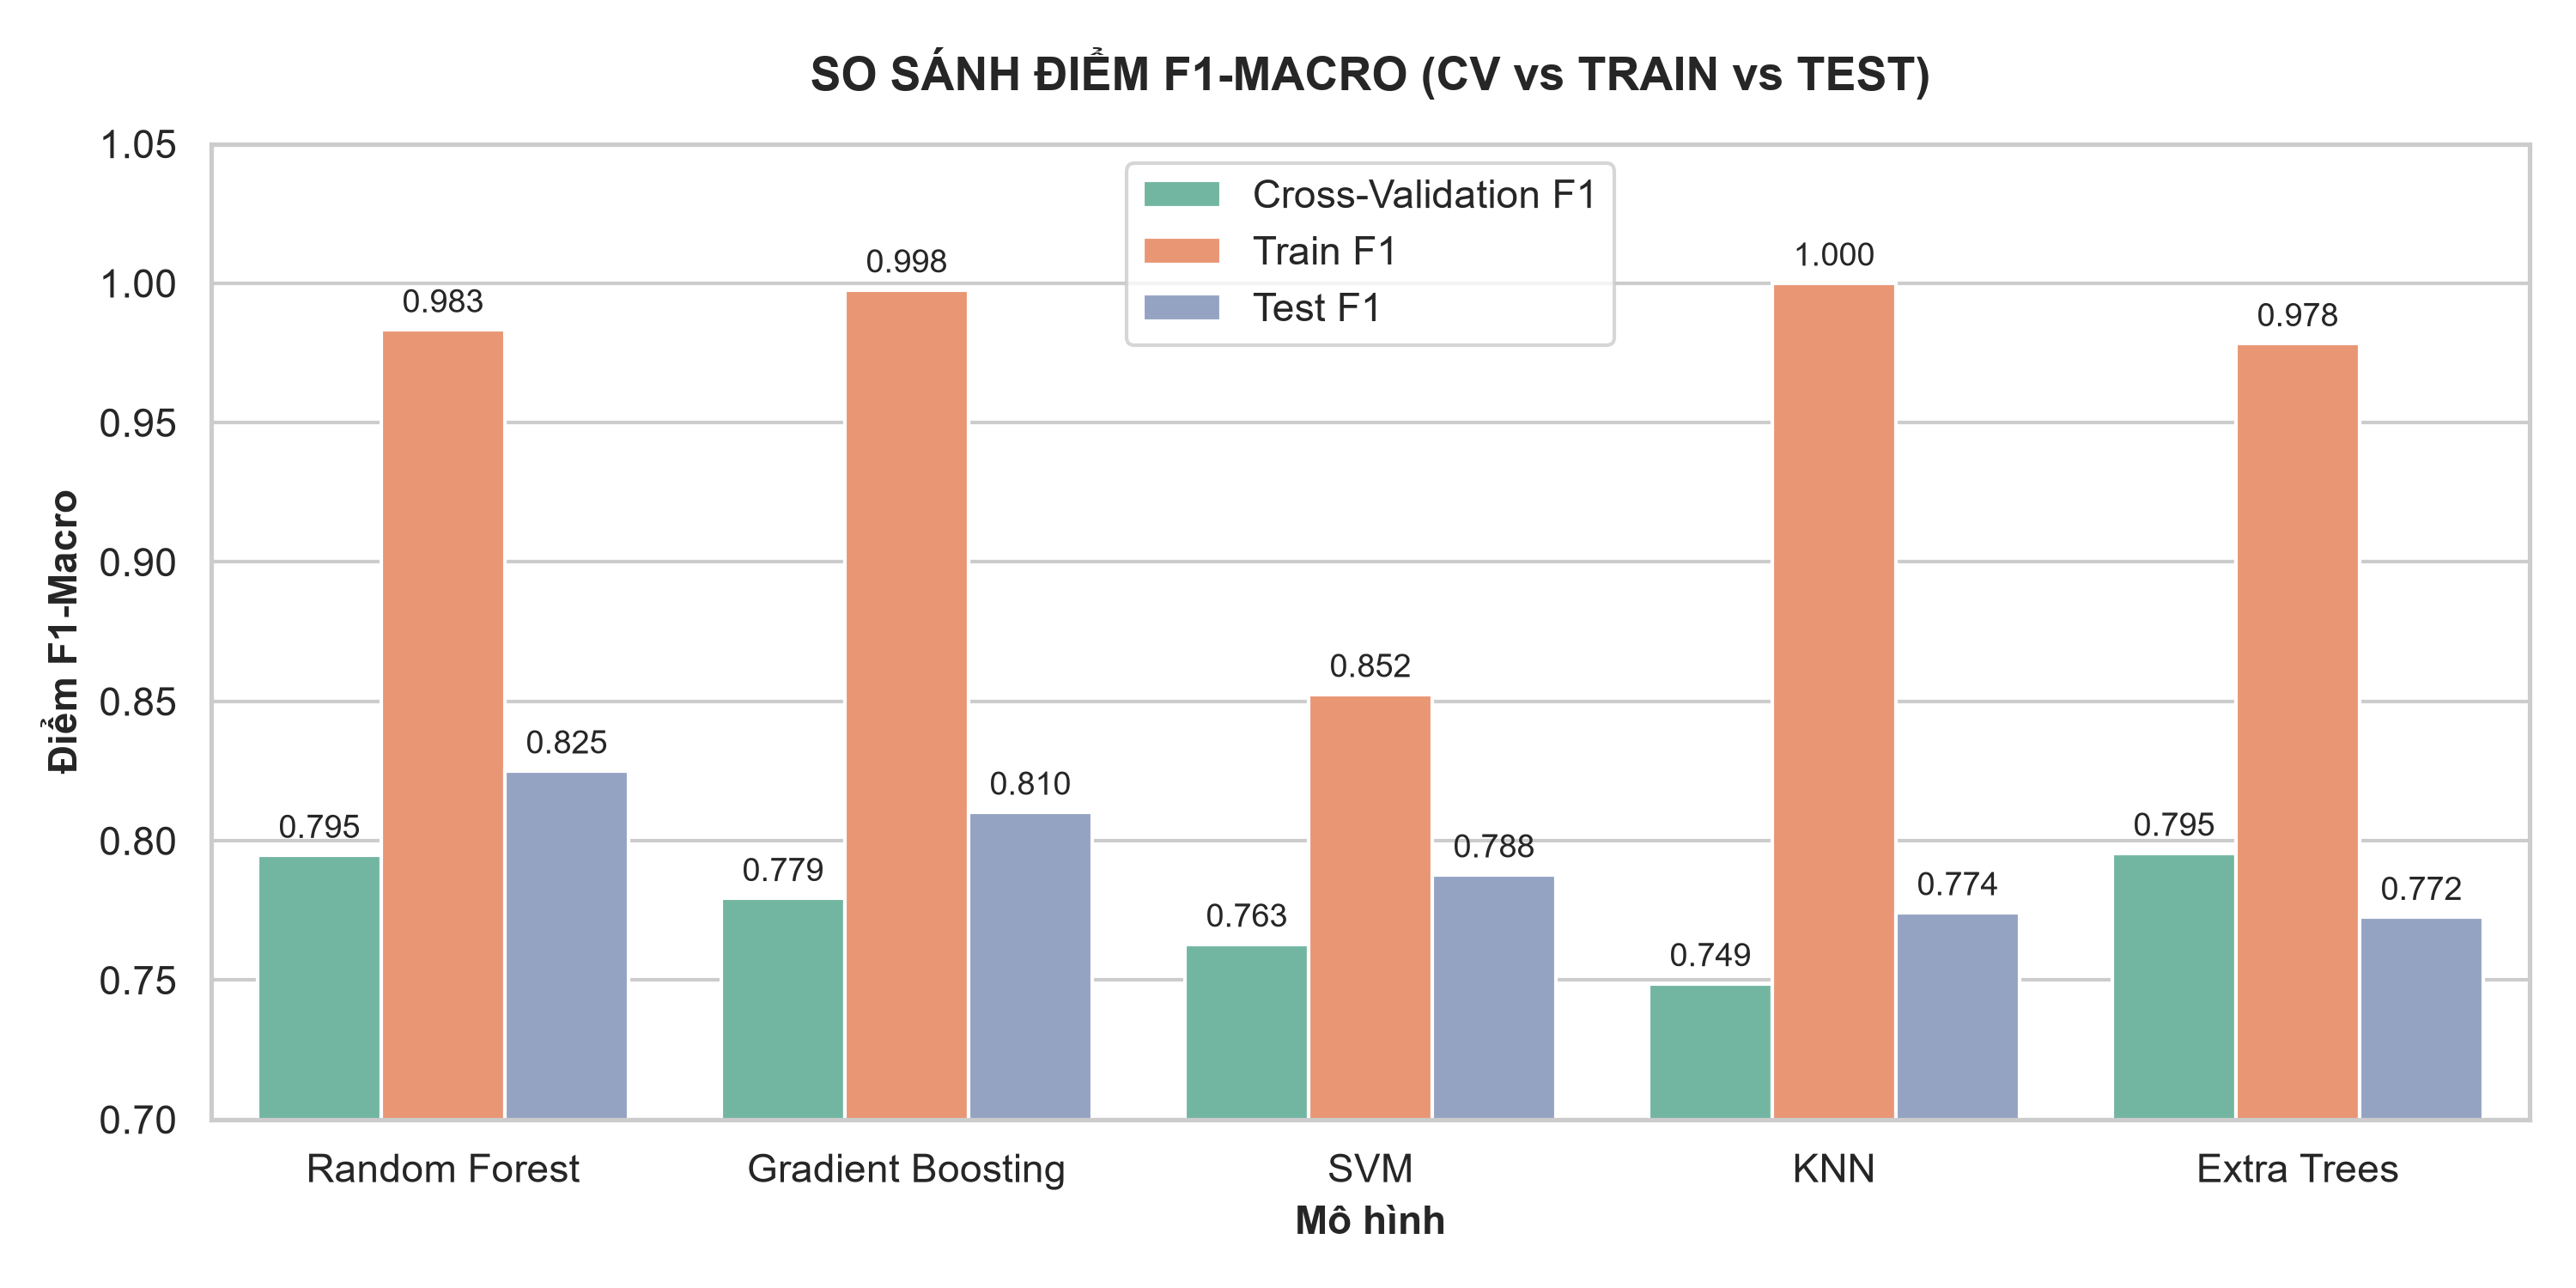 SO SÁNH ĐIỂM F1-MACRO (CV vs TRAIN vs TEST)
Điểm F1-Macro
1.05
1.00
0.95
0.90
0.85
0.80
0.75
0.70
Cross-Validation F1
Train F1
Test F1
0.795
0.983
0.825
0.779
0.998
0.810
0.763
0.852
0.788
0.749
1.000
0.774
0.795
0.978
0.772
Random Forest
Gradient Boosting
SVM
KNN
Extra Trees
Mô hình